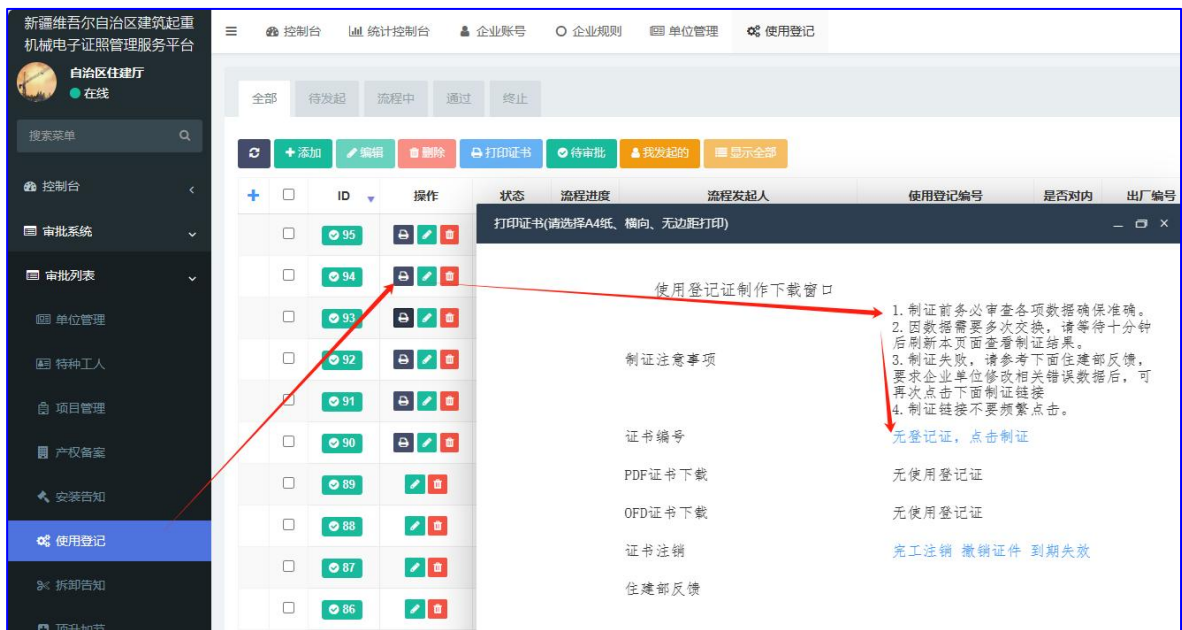 新疆维吾尔自治区建筑起重
机械电子证照管理服务平台
自治区住建厅
在线
搜索菜单
控制台
审批系统
审批列表
单位管理
特种工人
项目管理
产权备案
安装告知
使用登记
拆卸告知
顶升加节
控制台 统计控制台 企业账号 企业规则 单位管理 使用登记
全部 待发起 流程中 通过 终止
添加 编辑 删除 打印证书 待审批 我发起的 显示全部
ID 操作 状态 流程进度 流程发起人 使用登记编号 是否对内 出厂编号
95
94
93
92
91
90
89
88
87
86
打印证书(请选择A4纸、横向、无边距打印)
使用登记证制作下载窗口
制证注意事项
1.制证前务必审查各项数据确保准确。
2.因数据需要多次交换，请等待十分钟
后刷新本页面查看制证结果。
3.制证失败，请参考下面住建部反馈，
要求企业单位修改相关错误数据后，可
再次点击下面制证链接
4.制证链接不要频繁点击。
证书编号 无登记证，点击制证
PDF证书下载 无使用登记证
OFD证书下载 无使用登记证
证书注销 完工注销 撤销证件 到期失效
住建部反馈